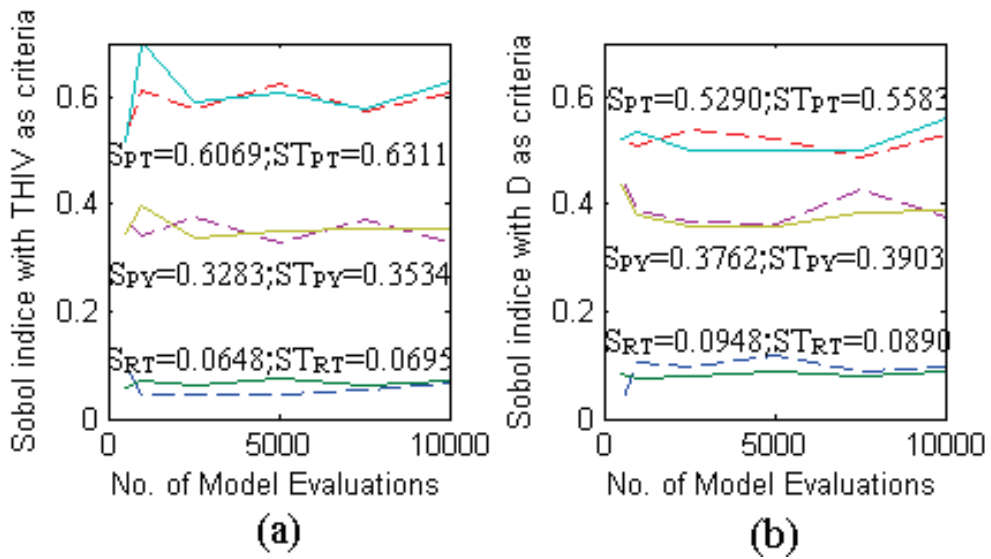 Sobol indice with THIV as criteria
0.6
0.4
0.2
0
SPT=0.6069;STPT=0.6311
SPY=0.3283;STPY=0.3534
SRT=0.0648;STRT=0.0695
0 5000 10000
No. of Model Evaluations
(a)
Sobol indice with D as criteria
0.6
0.4
0.2
0
SPT=0.5290;STPT=0.5583
SPY=0.3762;STPY=0.3903
SRT=0.0948;STRT=0.0890
0 5000 10000
No. of Model Evaluations
(b)